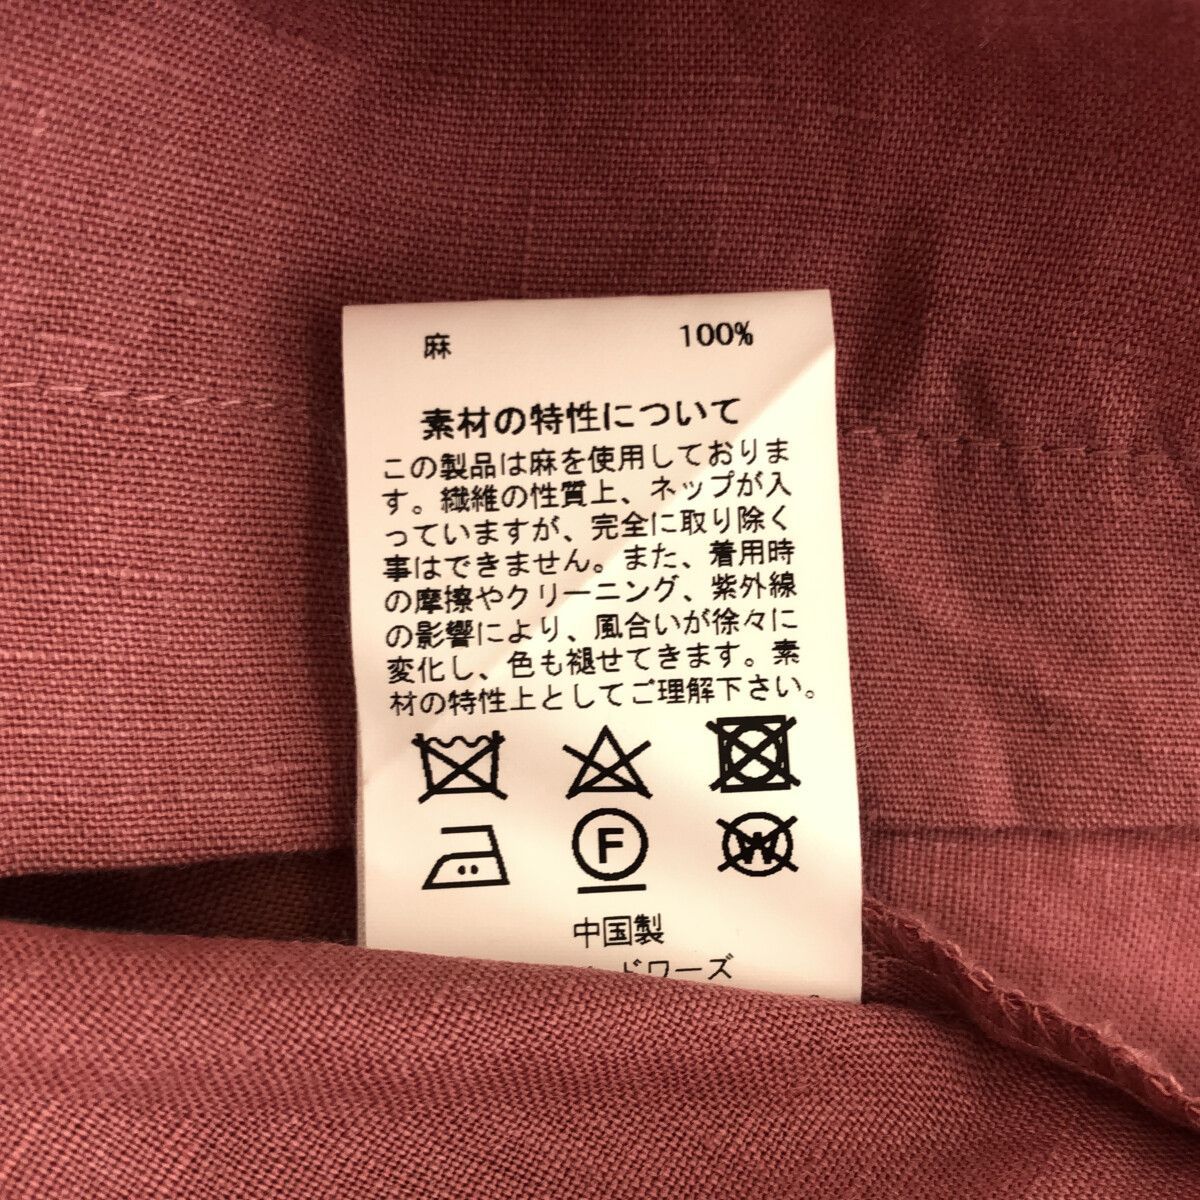 麻 100%
素材の特性について
この製品は麻を使用しておりま
す。繊維の性質上、ネップが入
っていますが、完全に取り除く
事はできません。また、着用時
の摩擦やクリーニング、紫外線
の影響により、風合いが徐々に
変化し、色も褪せてきます。素
材の特性上としてご理解下さい。
F W
中国製
ドワーズ